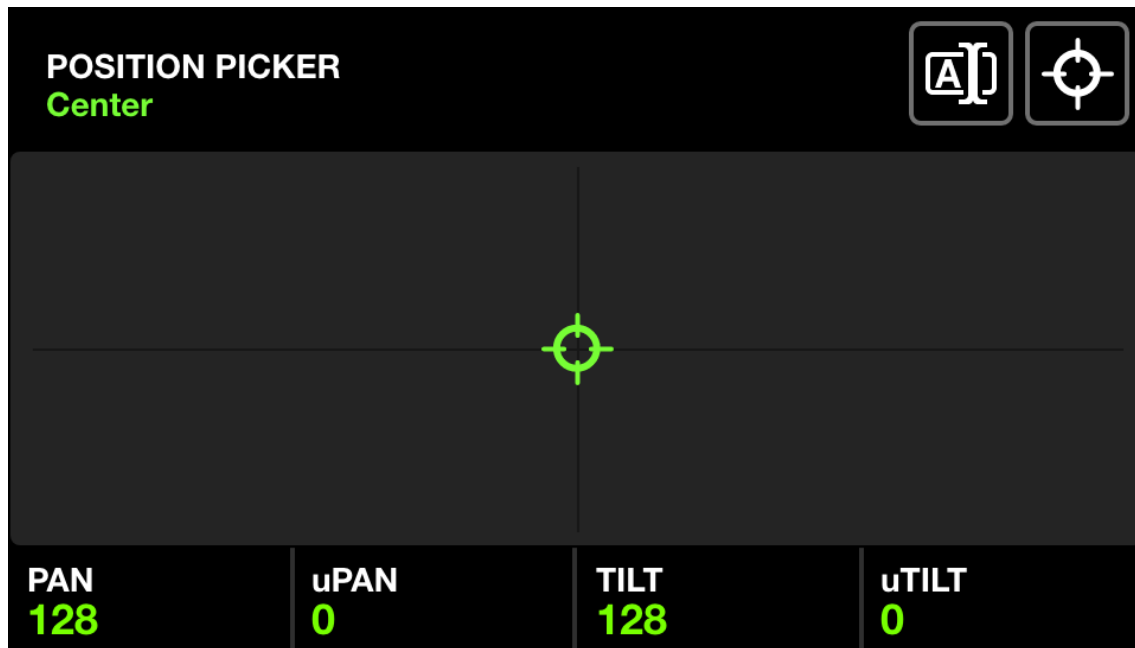 POSITION PICKER
Center
A
PAN
128
uPAN
0
TILT
128
uTILT
0